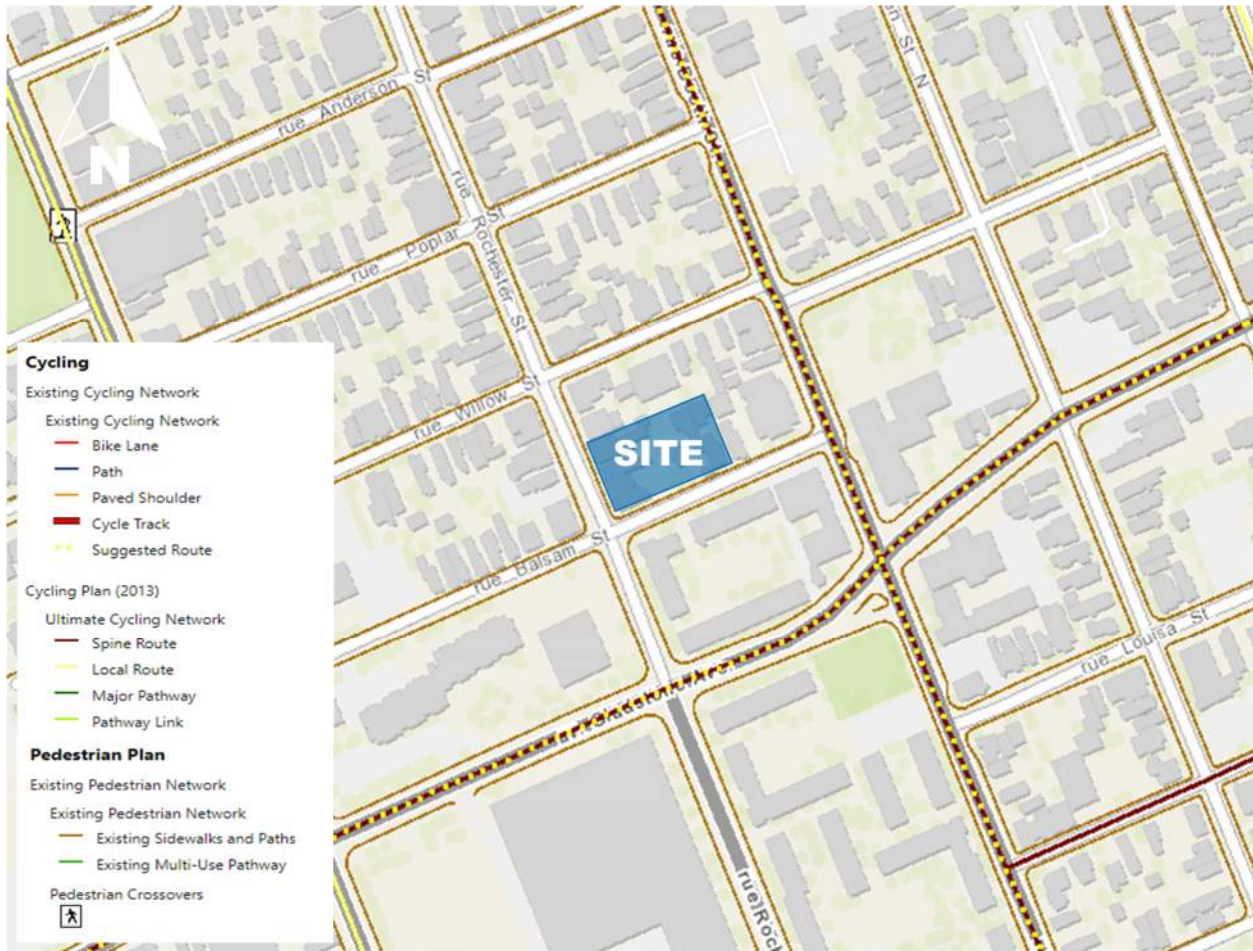 rue Anderson St
N
rue Rochester St
St N
rue Poplar St
rue Willow St
SITE
rue Balsam St
rue Louisa St
Cycling
Existing Cycling Network
Existing Cycling Network
Bike Lane
Path
Paved Shoulder
Cycle Track
Suggested Route
Cycling Plan (2013)
Ultimate Cycling Network
Spine Route
Local Route
Major Pathway
Pathway Link
Pedestrian Plan
Existing Pedestrian Network
Existing Pedestrian Network
Existing Sidewalks and Paths
Existing Multi-Use Pathway
Pedestrian Crossovers